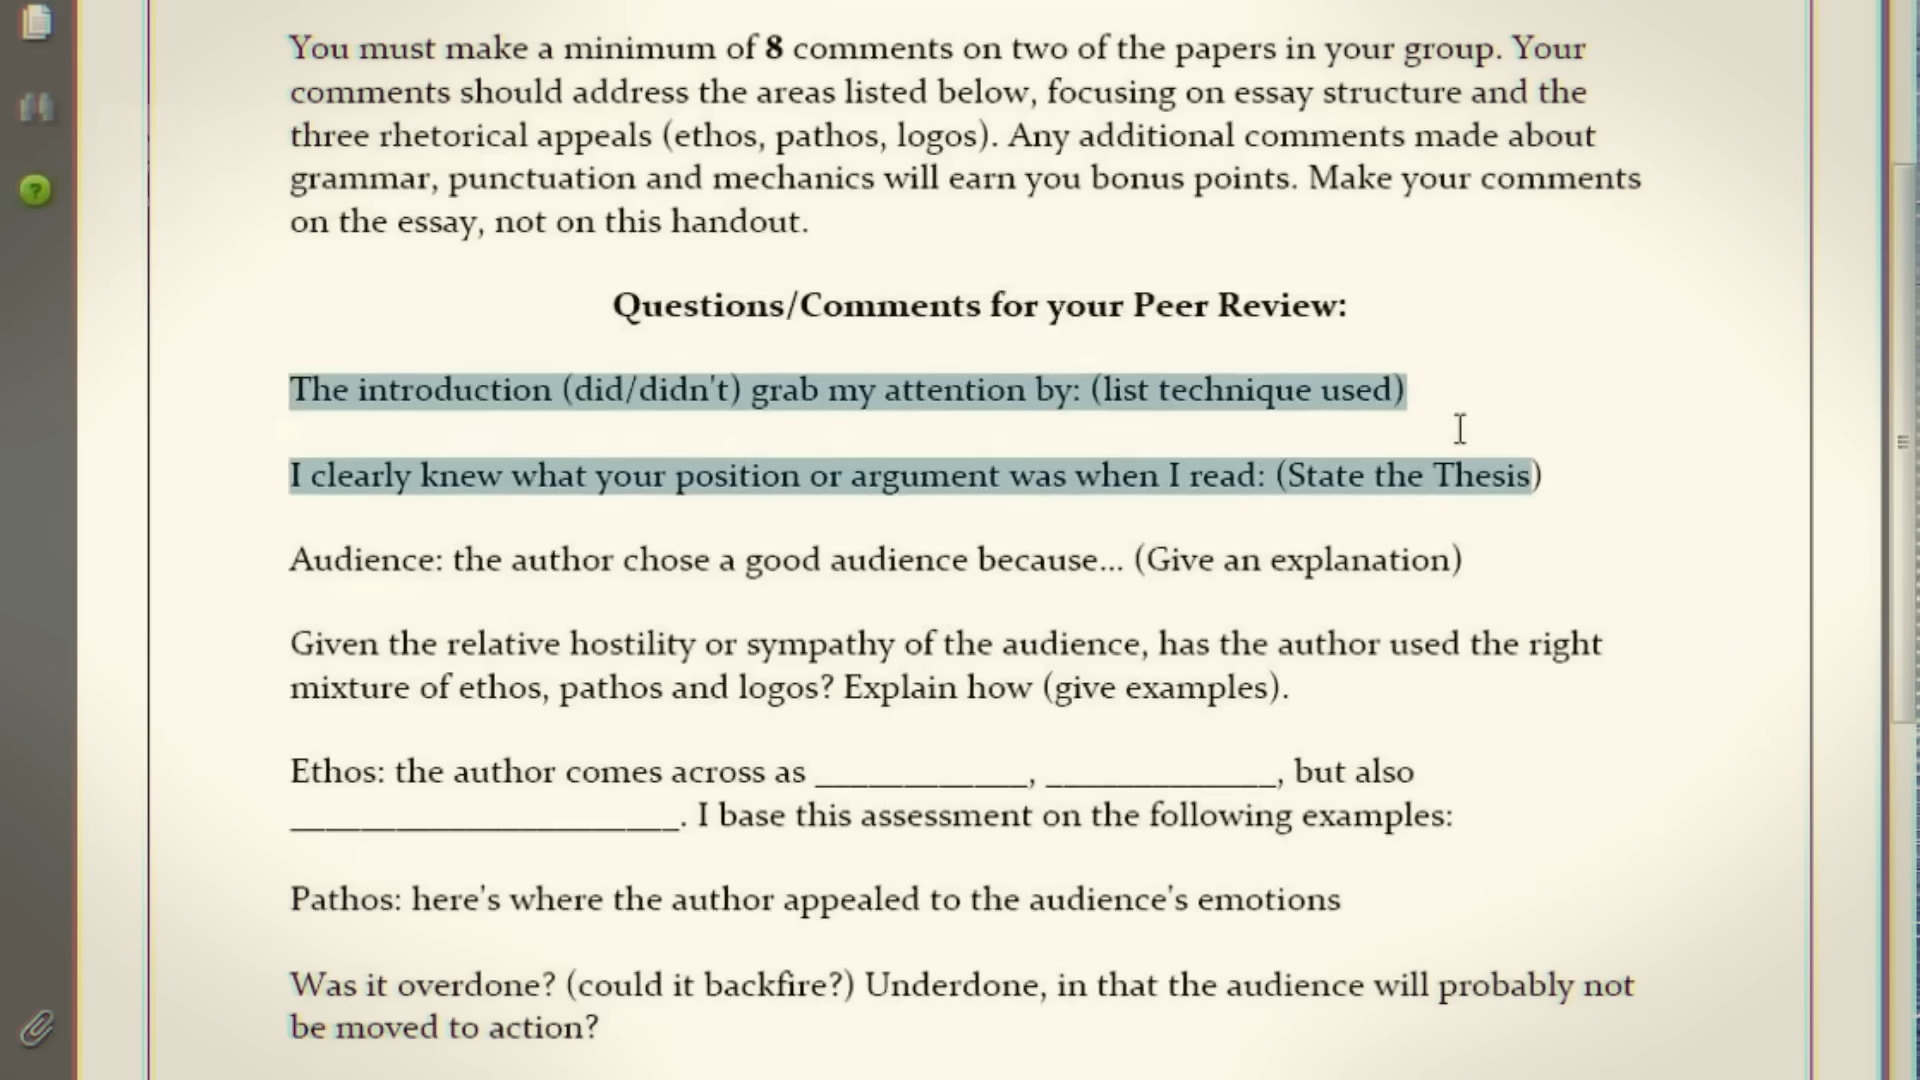 You must make a minimum of 8 comments on two of the papers in your group. Your
comments should address the areas listed below, focusing on essay structure and the
three rhetorical appeals (ethos, pathos, logos). Any additional comments made about
grammar, punctuation and mechanics will earn you bonus points. Make your comments
on the essay, not on this handout.
Questions/Comments for your Peer Review:
The introduction (did/didn't) grab my attention by: (list technique used)
I clearly knew what your position or argument was when I read: (State the Thesis)
Audience: the author chose a good audience because... (Give an explanation)
Given the relative hostility or sympathy of the audience, has the author used the right
mixture of ethos, pathos and logos? Explain how (give examples).
Ethos: the author comes across as ____________, _____________, but also
______________________. I base this assessment on the following examples:
Pathos: here's where the author appealed to the audience's emotions
Was it overdone? (could it backfire?) Underdone, in that the audience will probably not
be moved to action?